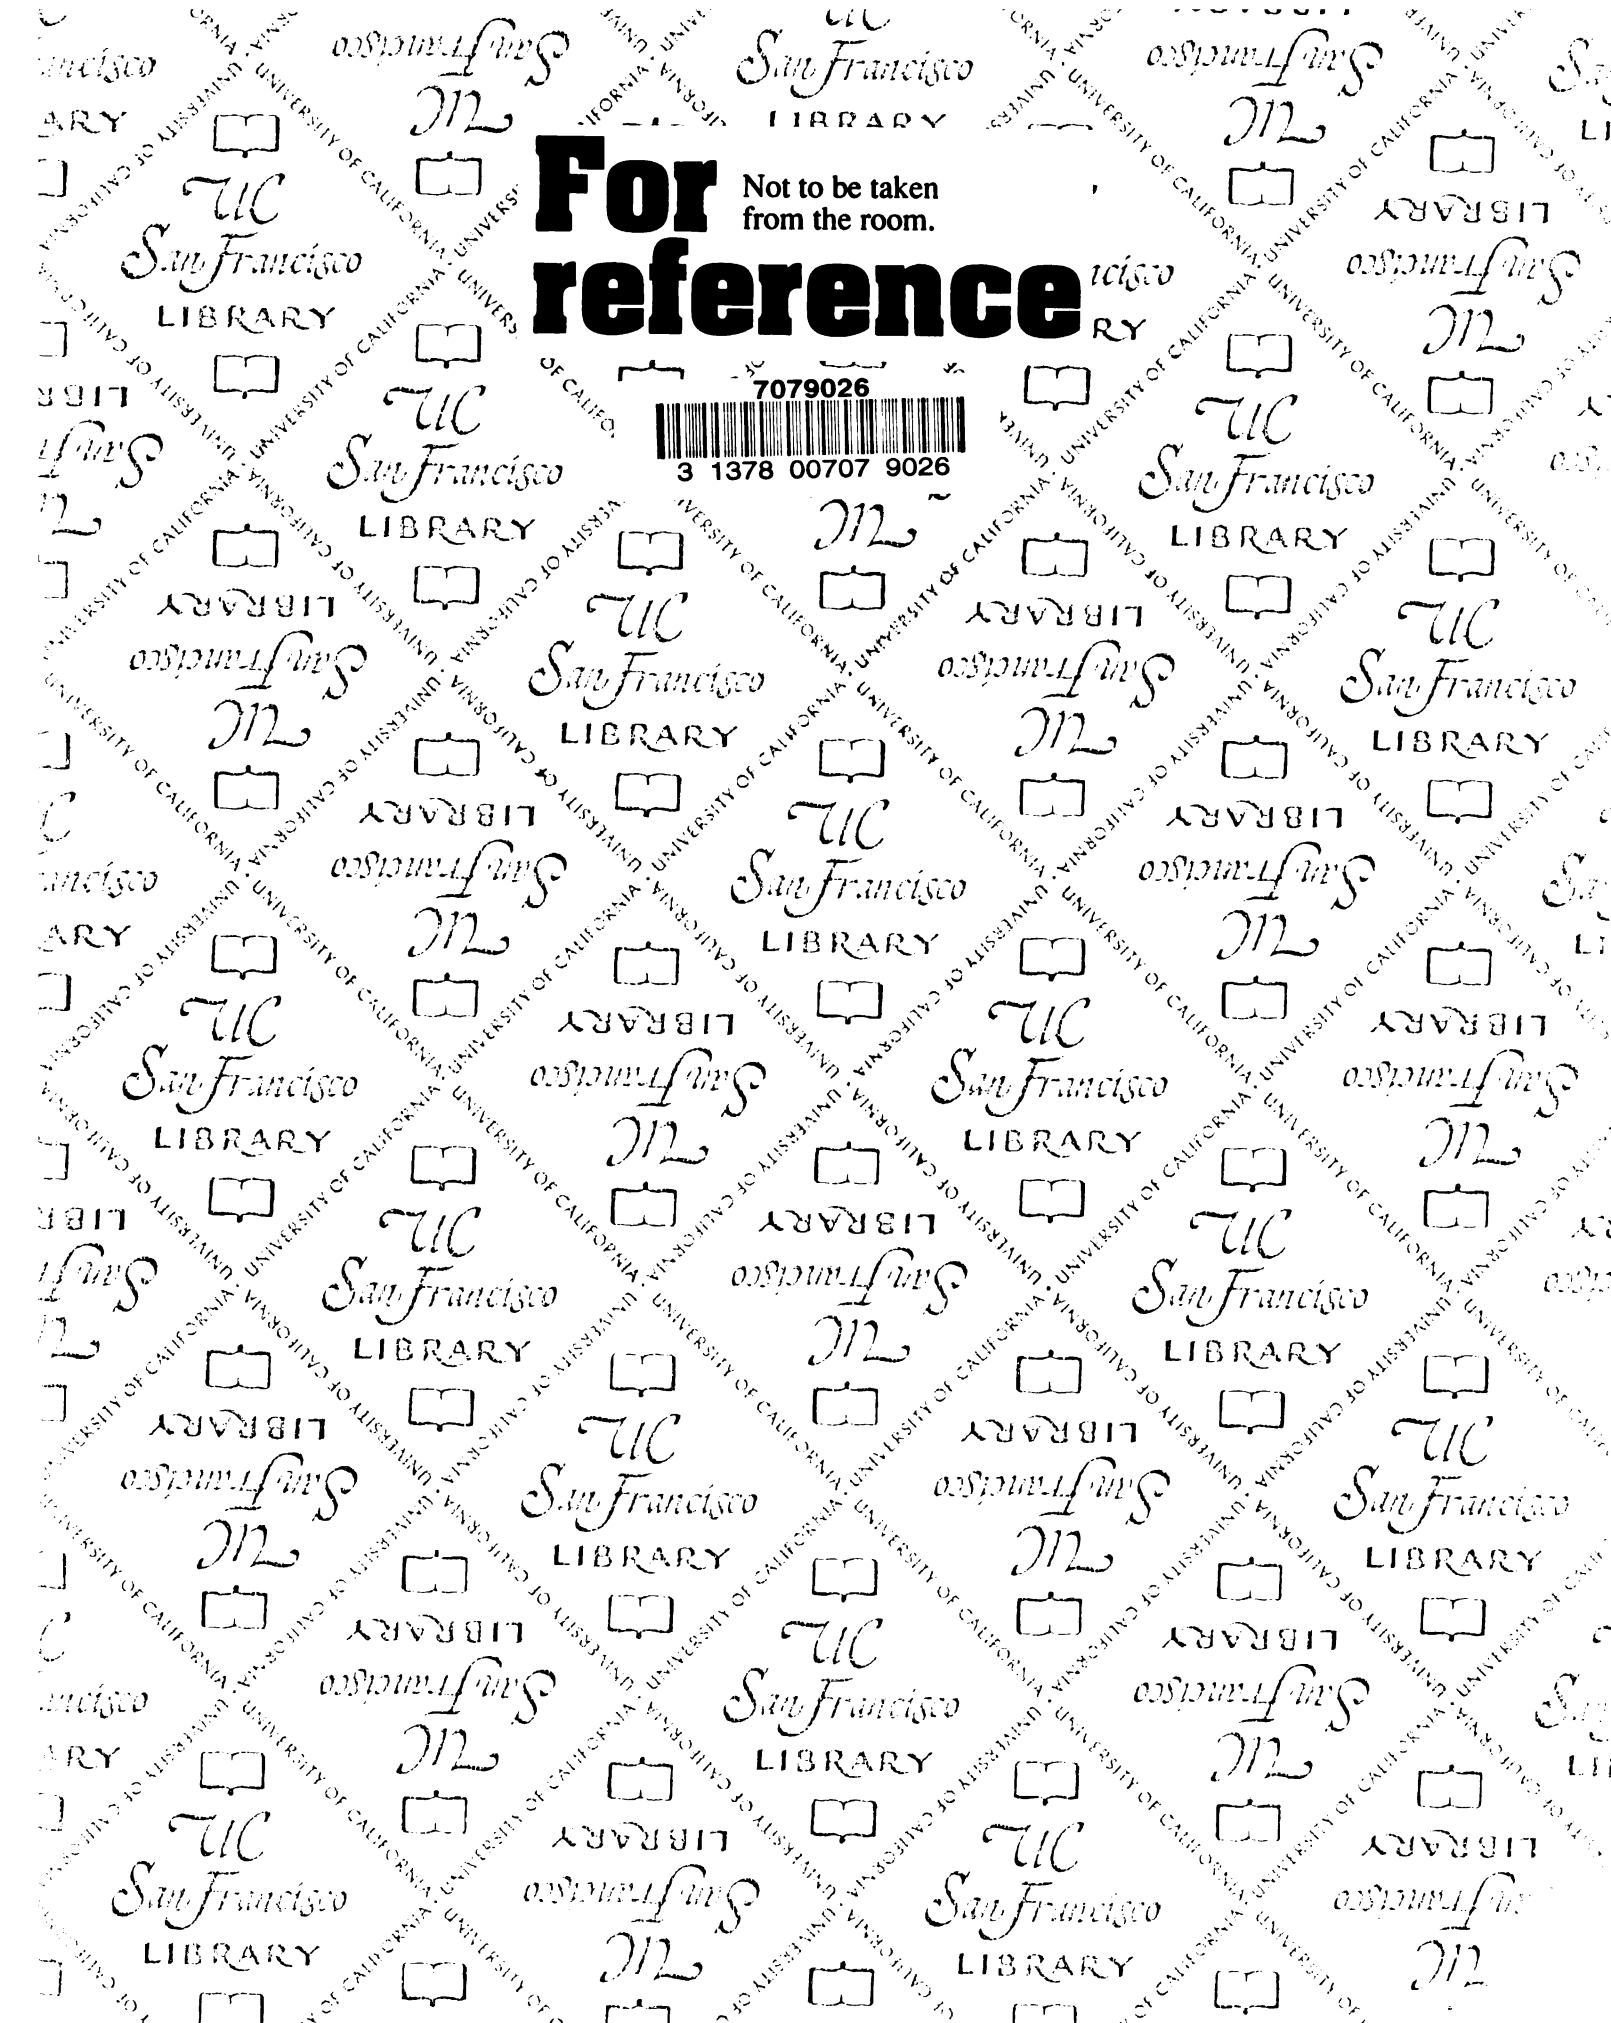 For
Not to be taken
from the room.
reference
7079026
3 1378 00707 9026
UC
San Francisco
LIBRARY
UNIVERSITY OF CALIFORNIA